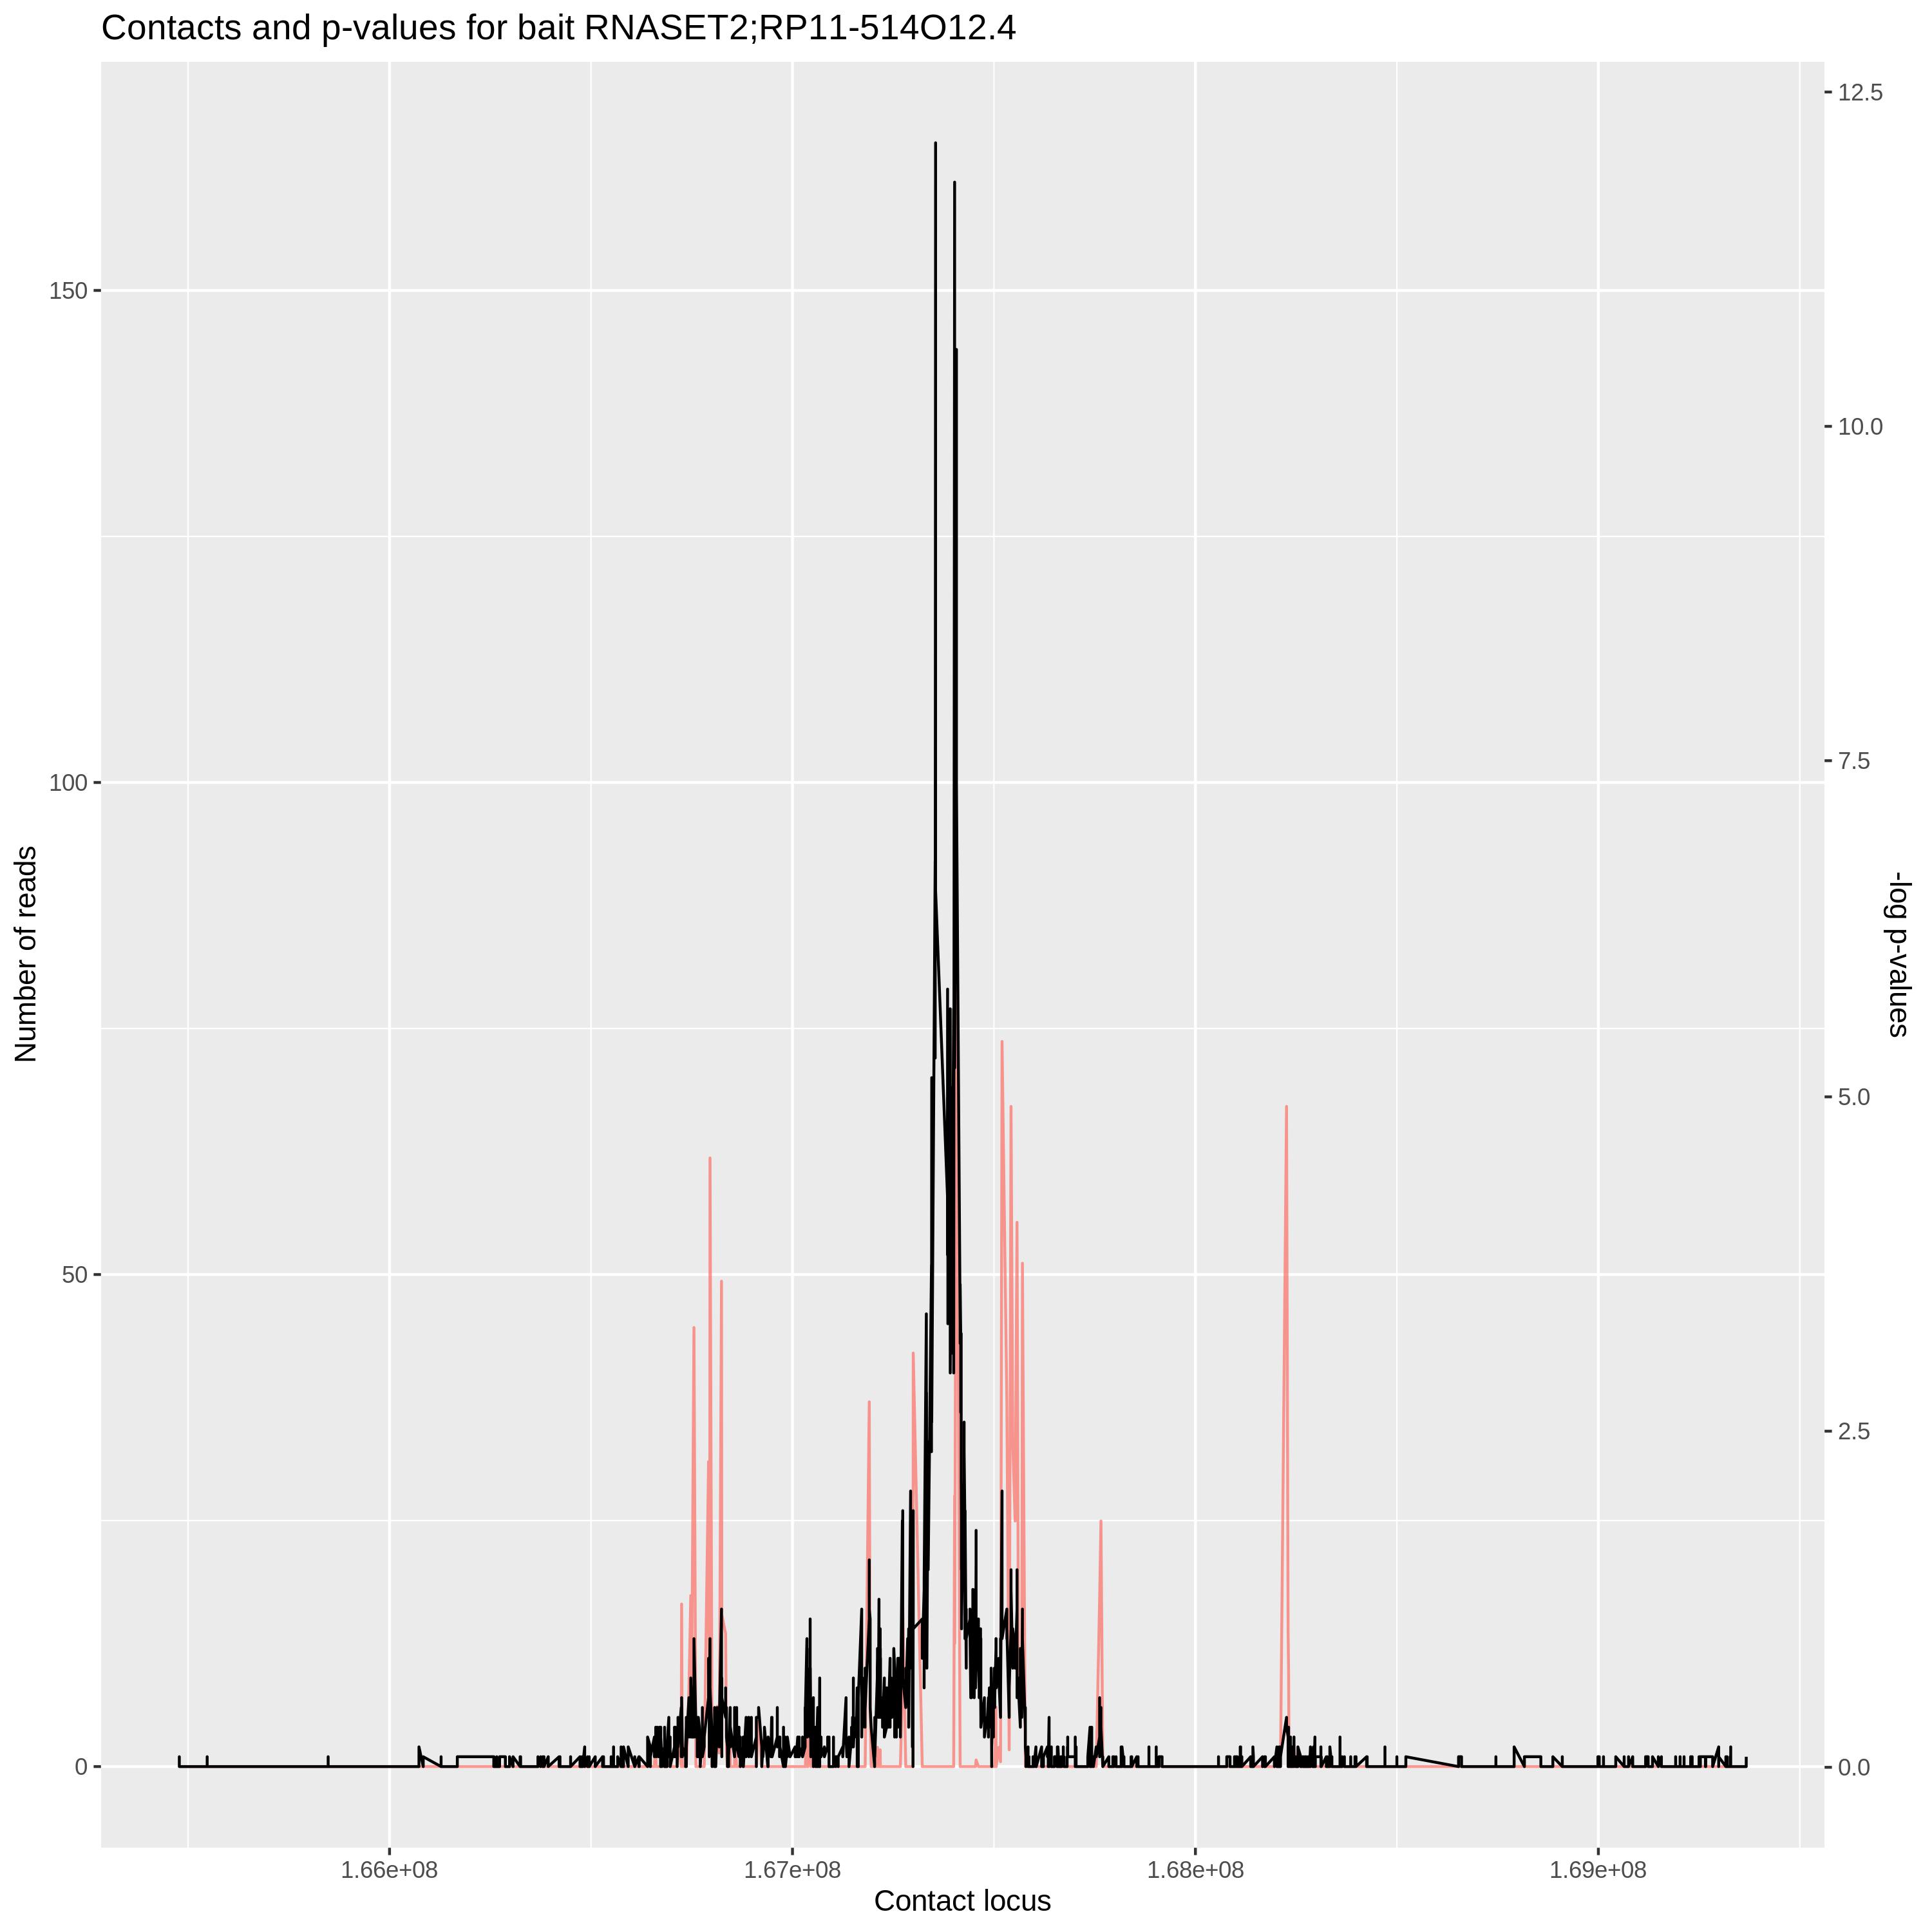 Contacts and p-values for bait RNASET2;RP11-514O12.4
Number of reads
150
100
50
0
12.5
10.0
7.5
5.0
2.5
0.0
-log p-values
1.66e+08
1.67e+08
1.68e+08
1.69e+08
Contact locus